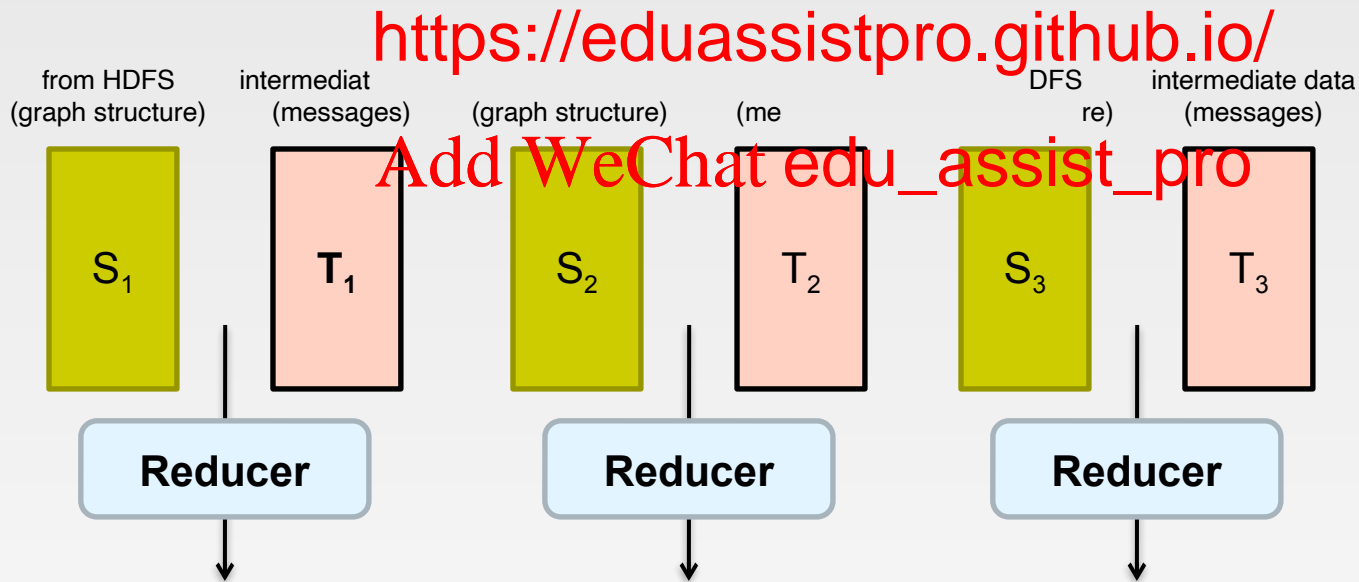 https://eduassistpro.github.io/
from HDFS intermediat DFS intermediate data
(graph structure) (messages) (graph structure) (me re) (messages)
Add WeChat edu_assist_pro
S1 T1 S2 T2 S3 T3
Reducer Reducer Reducer